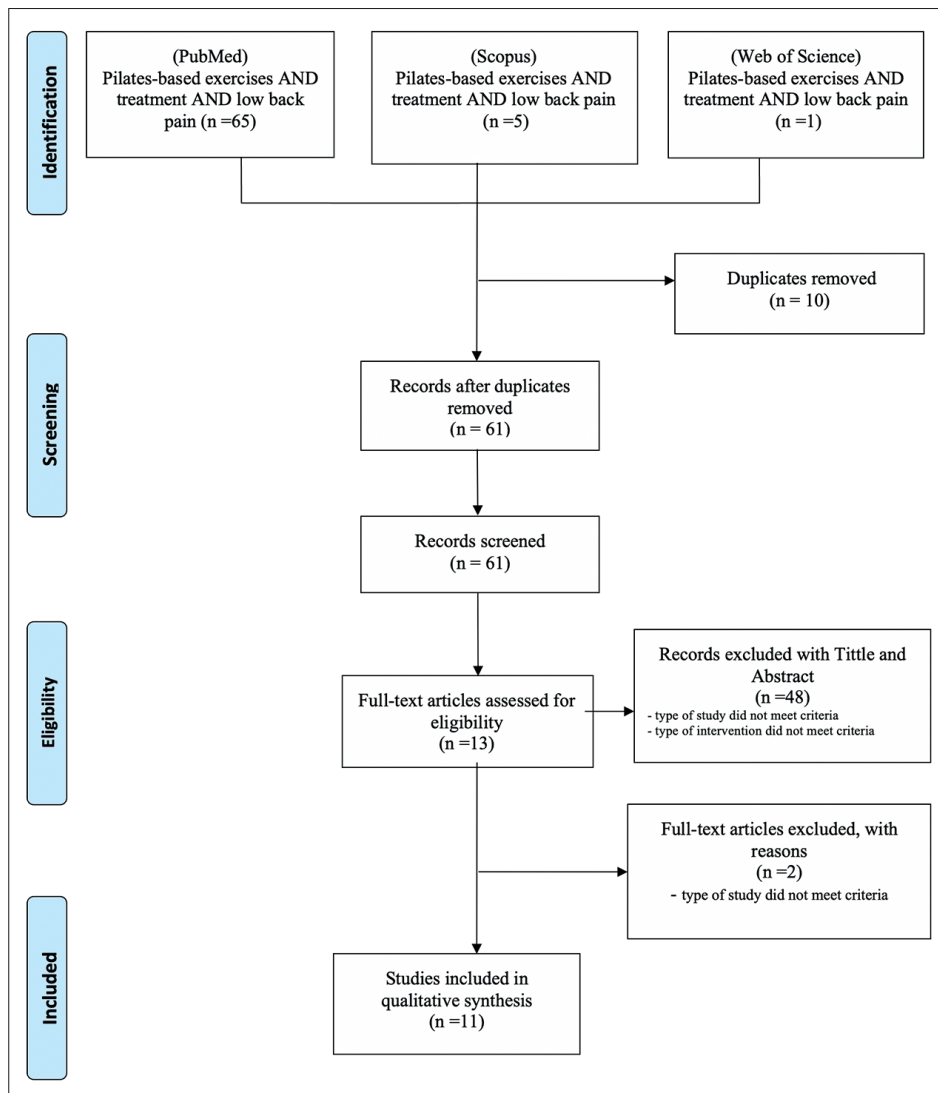 Identification
(PubMed)
Pilates-based exercises AND
treatment AND low back
pain (n =65)
(Scopus)
Pilates-based exercises AND
treatment AND low back pain
(n =5)
(Web of Science)
Pilates-based exercises AND
treatment AND low back pain
(n =1)
Duplicates removed
(n = 10)
Screening
Records after duplicates
removed
(n = 61)
Records screened
(n = 61)
Eligibility
Full-text articles assessed for
eligibility
(n =13)
Records excluded with Tittle and
Abstract
(n =48)
- type of study did not meet criteria
- type of intervention did not meet criteria
Full-text articles excluded, with
reasons
(n =2)
- type of study did not meet criteria
Included
Studies included in
qualitative synthesis
(n =11)